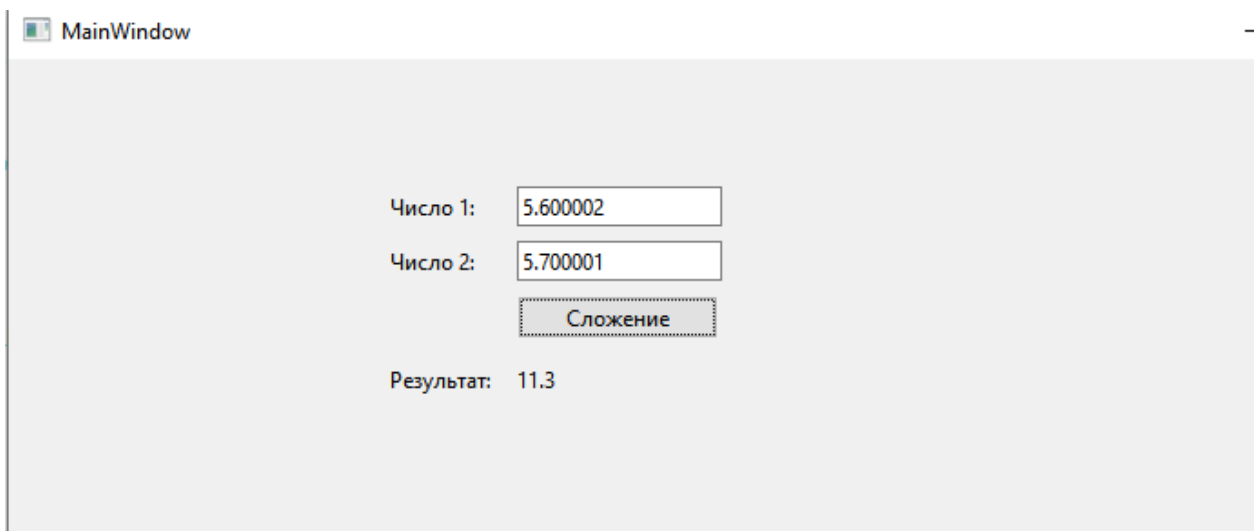 MainWindow
Число 1: 5.600002
Число 2: 5.700001
Сложение
Результат: 11.3